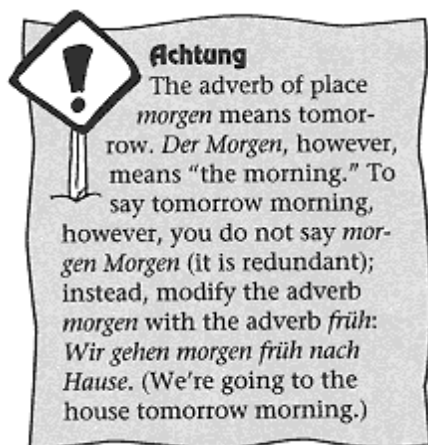 Achtung
The adverb of place
morgen means tomor-
row. Der Morgen, however,
means “the morning.” To
say tomorrow morning,
however, you do not say mor-
gen Morgen (it is redundant);
instead, modify the adverb
morgen with the adverb früh:
Wir gehen morgen früh nach
Hause. (We’re going to the
house tomorrow morning.)